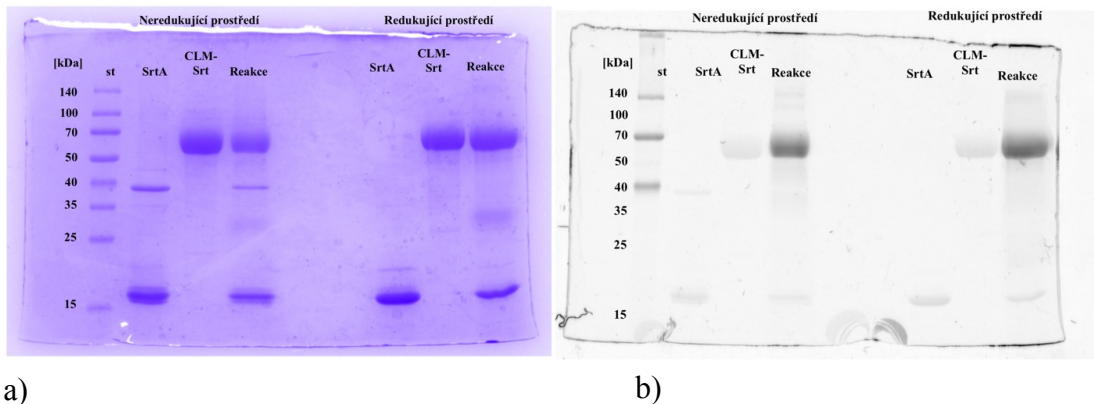 Neredukující prostředí
Redukující prostředí
[kDa]
st
SrtA
CLM-
Srt
Reakce
SrtA
CLM-
Srt
Reakce
140
100
70
50
40
35
25
15
a)
Neredukující prostředí
Redukující prostředí
[kDa]
st
SrtA
CLM-
Srt
Reakce
SrtA
CLM-
Srt
Reakce
140
100
70
50
40
35
25
15
b)